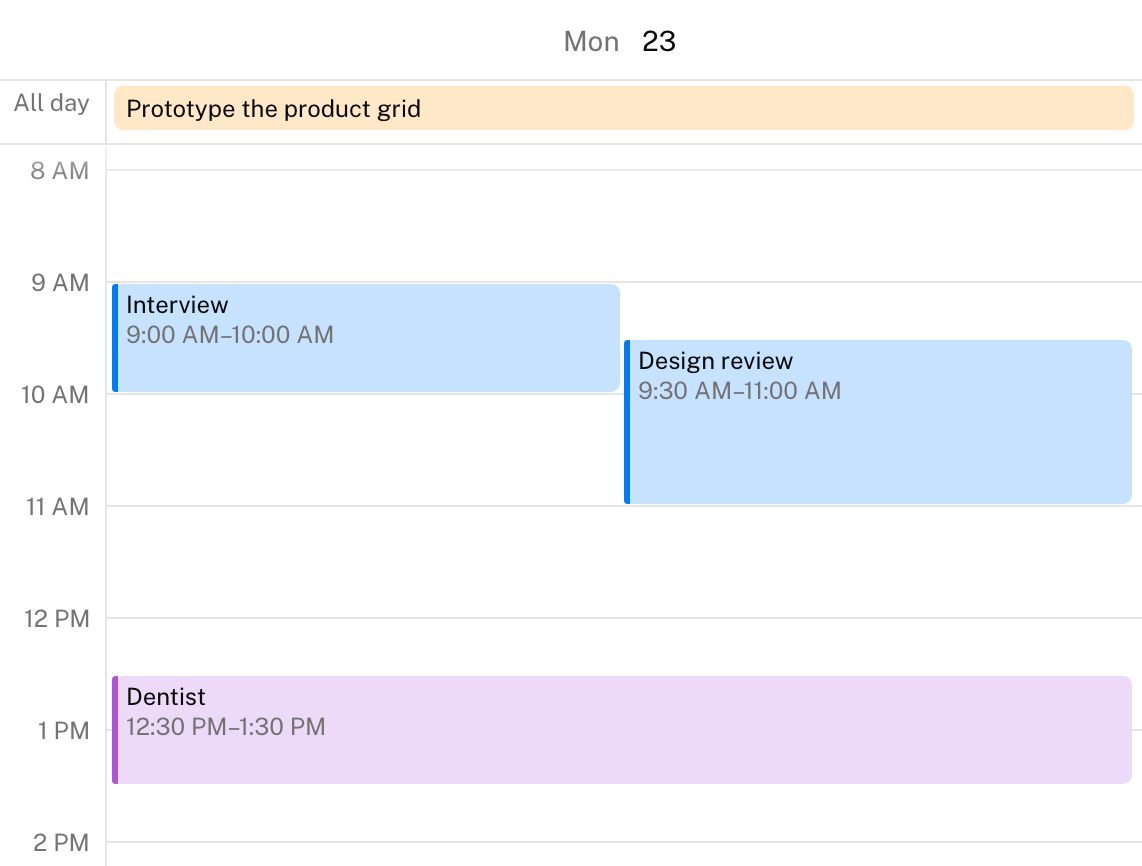 Mon 23
All day
Prototype the product grid
8 AM
9 AM
Interview
9:00 AM–10:00 AM
Design review
9:30 AM–11:00 AM
10 AM
11 AM
12 PM
Dentist
12:30 PM–1:30 PM
1 PM
2 PM